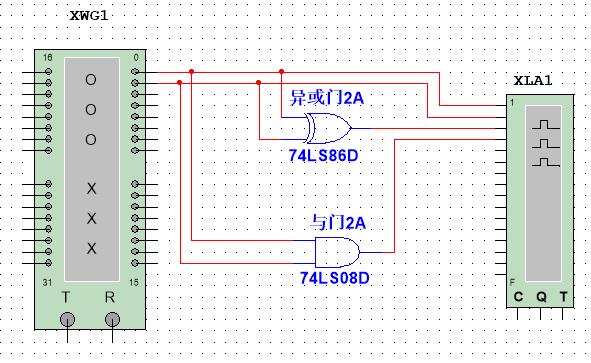 XWG1
16 0
O
O
O
X
X
X
31 15
T R
异或门2A
74LS86D
与门2A
74LS08D
XLA1
1
F
C Q T